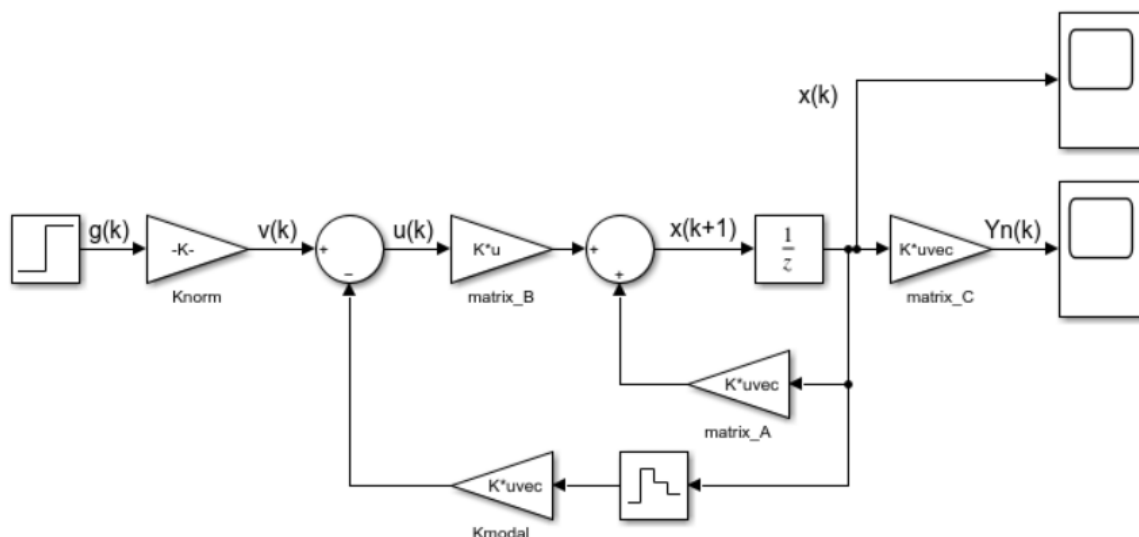 x(k)
g(k)
-K-
Knorm
v(k)
+
−
u(k)
K*u
matrix_B
+
+
x(k+1)
1
z
K*uvec
matrix_C
Yn(k)
K*uvec
matrix_A
K*uvec
Kmodal